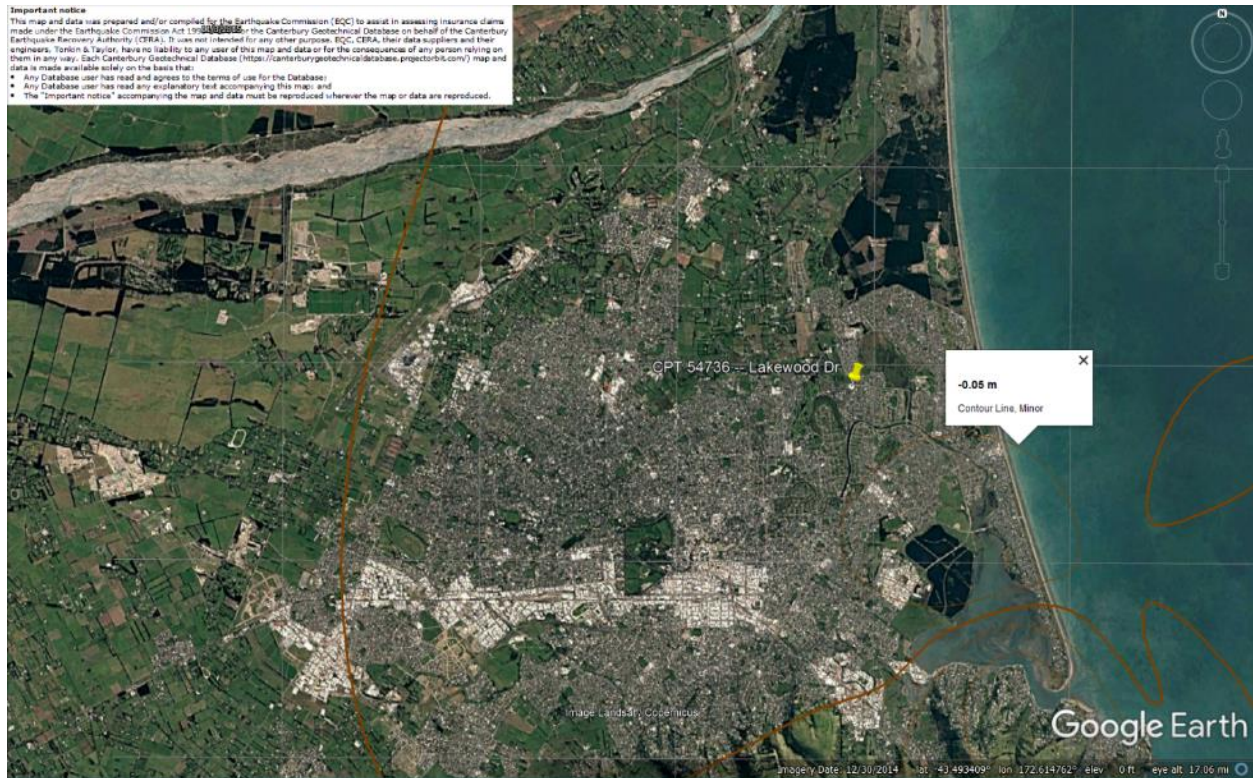 Important notice
This map and data was prepared and/or compiled for the Earthquake Commission (EQC) to assist in assessing insurance claims
made under the Earthquake Commission Act 199 or for the Canterbury Geotechnical Database on behalf of the Canterbury
Earthquake Recovery Authority (CERA). It was not intended for any other purpose. EQC, CERA, their data suppliers and their
engineers, Tonkin & Taylor, have no liability to any user of this map and data or for the consequences of any person relying on
them in any way. Each Canterbury Geotechnical Database (https://canterburygeotechnicaldatabase.projectorbit.com/) map and
data is made available solely on the basis that:
• Any Database user has read and agrees to the terms of use for the Database;
• Any Database user has read any explanatory text accompanying this map; and
• The "Important notice" accompanying the map and data must be reproduced wherever the map or data are reproduced.
N
CPT 54736 -- Lakewood Dr
-0.05 m
Contour Line, Minor
Image Landsat / Copernicus
Google Earth
Imagery Date: 12/30/2014 lat -43.493409° lon 172.614762° elev 0 ft eye alt 17.06 mi